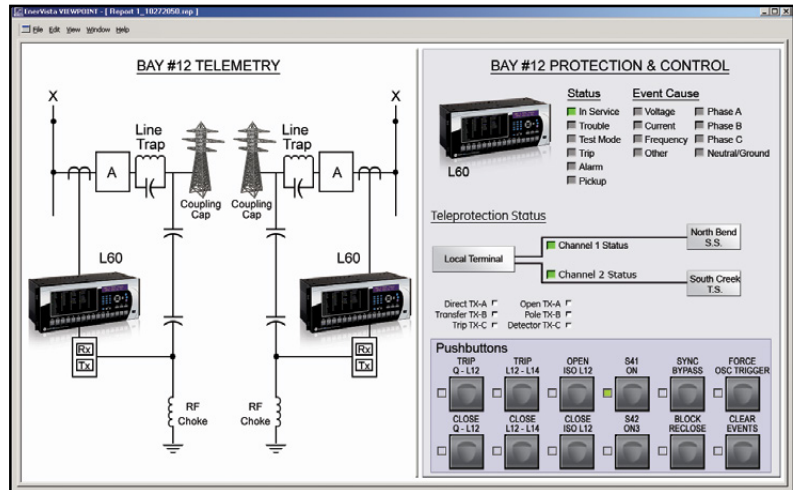 EnerVista VIEWPOINT - [ Report 1_10272050.svp ]
File Edit View Window Help
BAY #12 TELEMETRY
X
X
Line
Trap
Line
Trap
A
A
Coupling
Cap
Coupling
Cap
L60
L60
Rx
Tx
Rx
Tx
RF
Choke
RF
Choke
BAY #12 PROTECTION & CONTROL
Status
Event Cause
In Service
Voltage
Phase A
Trouble
Current
Phase B
Test Mode
Frequency
Phase C
Trip
Other
Neutral/Ground
Alarm
Pickup
L60
Teleprotection Status
Local Terminal
Channel 1 Status
North Bend
S.S.
Channel 2 Status
South Creek
T.S.
Direct TX-A
Open TX-A
Transfer TX-B
Pole TX-B
Trip TX-C
Detector TX-C
Pushbuttons
TRIP
Q - L12
TRIP
L12 - L14
OPEN
ISO L12
S41
ON
SYNC
BYPASS
FORCE
OSC TRIGGER
CLOSE
Q - L12
CLOSE
L12 - L14
CLOSE
ISO L12
S42
ON3
BLOCK
RECLOSE
CLEAR
EVENTS